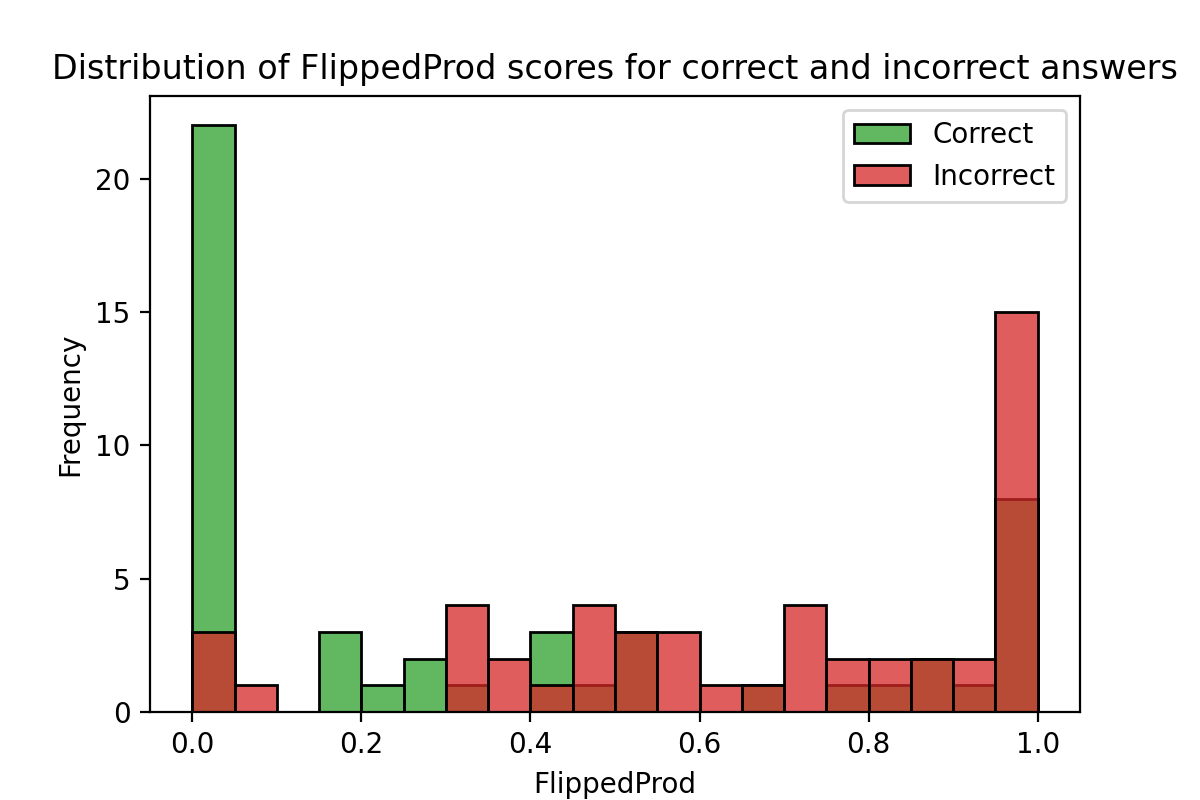 Distribution of FlippedProd scores for correct and incorrect answers
Correct
Incorrect
Frequency
20
15
10
5
0
0.0 0.2 0.4 0.6 0.8 1.0
FlippedProd